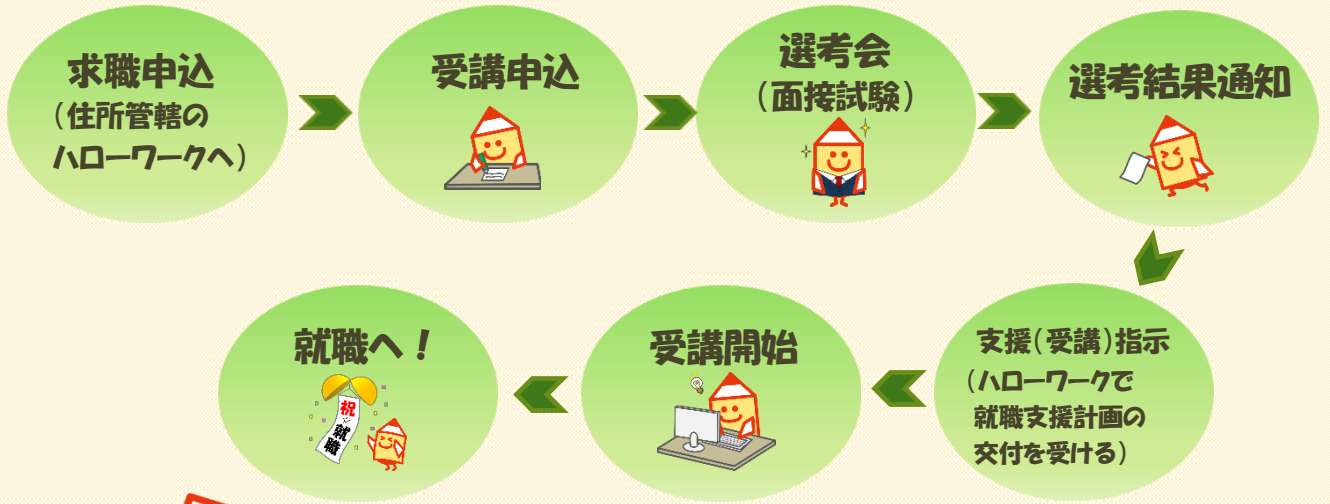 求職申込
(住所管轄の
ハローワークへ)
受講申込
選考会
(面接試験)
選考結果通知
支援(受講)指示
(ハローワークで
就職支援計画の
交付を受ける)
受講開始
就職へ!
祝☆就職